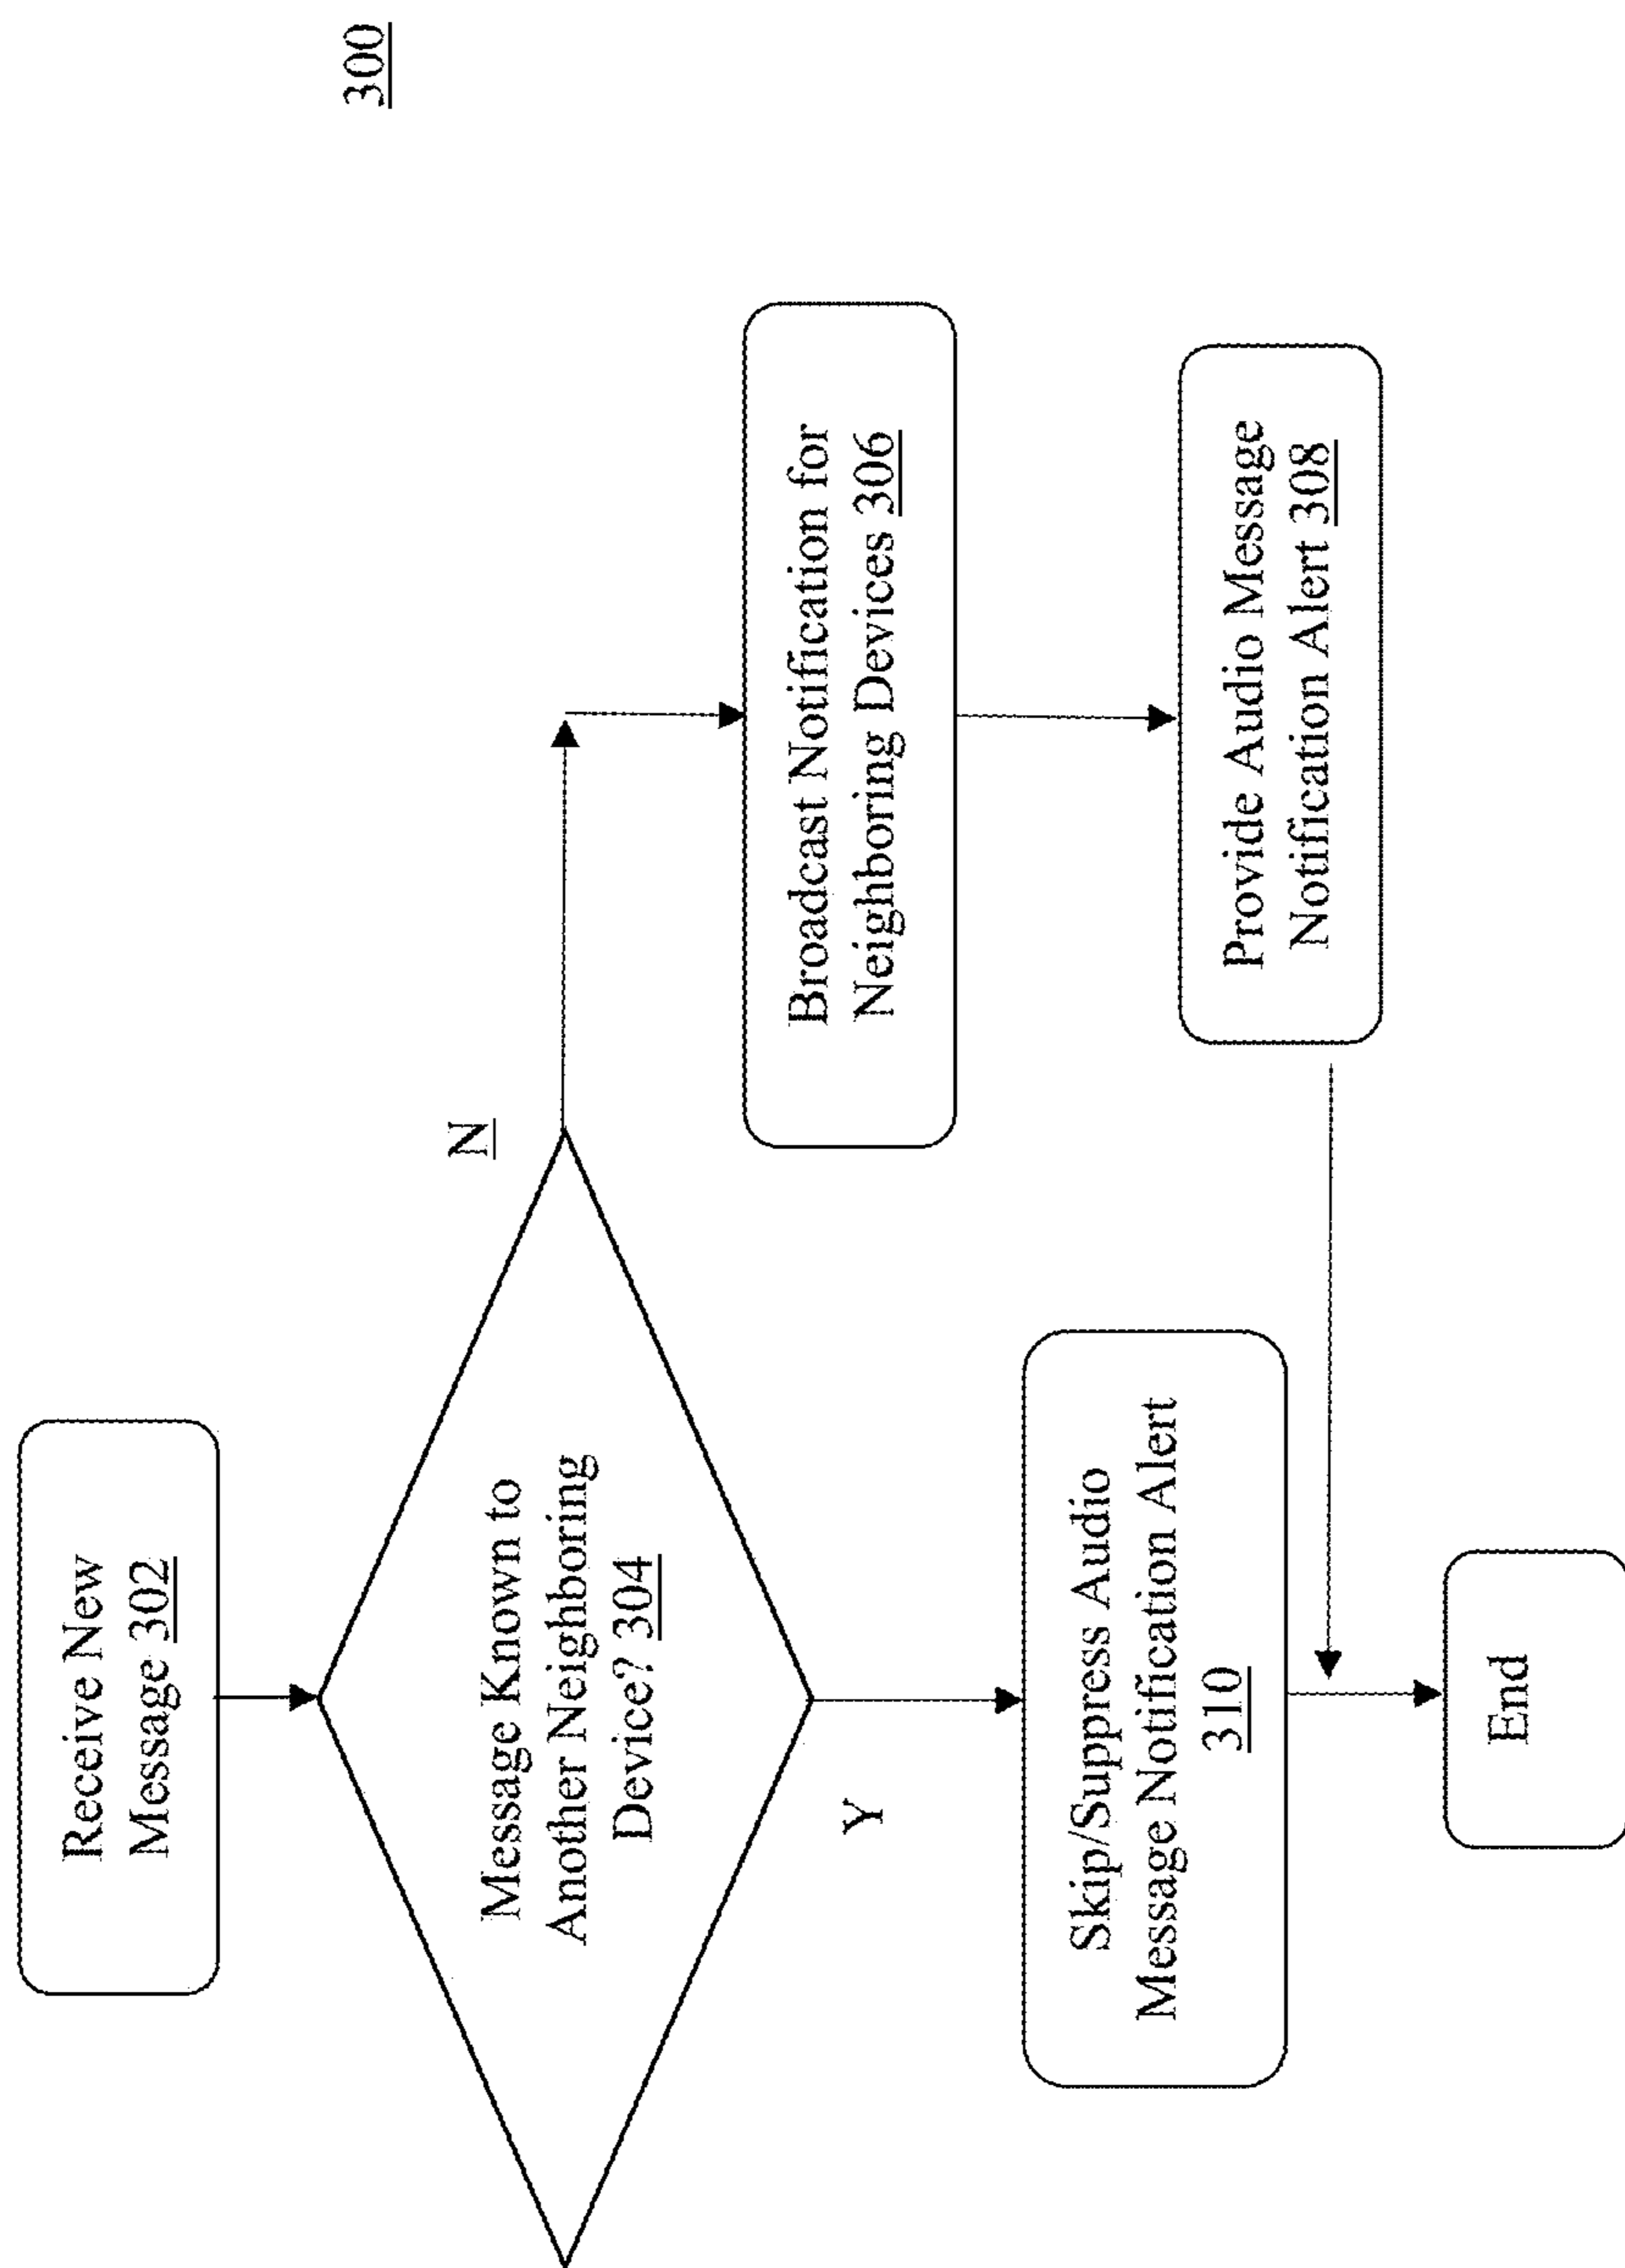 300
Receive New
Message 302
Message Known to
Another Neighboring
Device? 304
N
Y
Broadcast Notification for
Neighboring Devices 306
Provide Audio Message
Notification Alert 308
Skip/Suppress Audio
Message Notification Alert
310
End